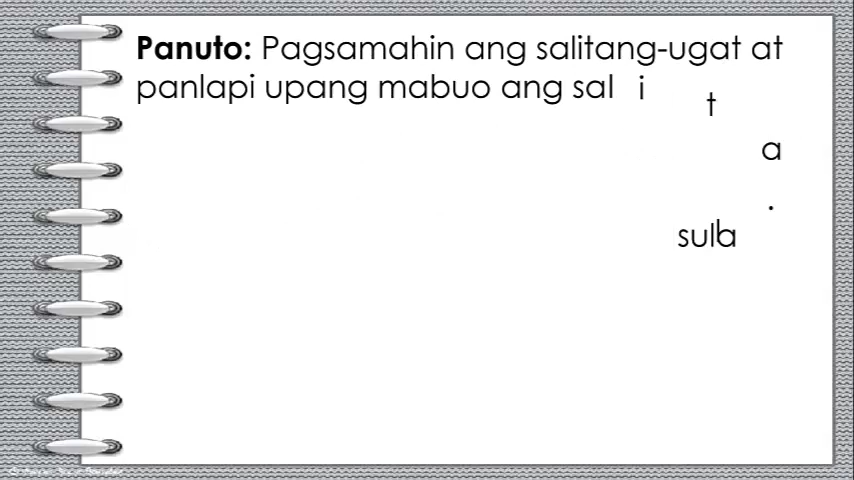 Panuto: Pagsamahin ang salitang-ugat at
panlapi upang mabuo ang sal i
t
a
.
sula